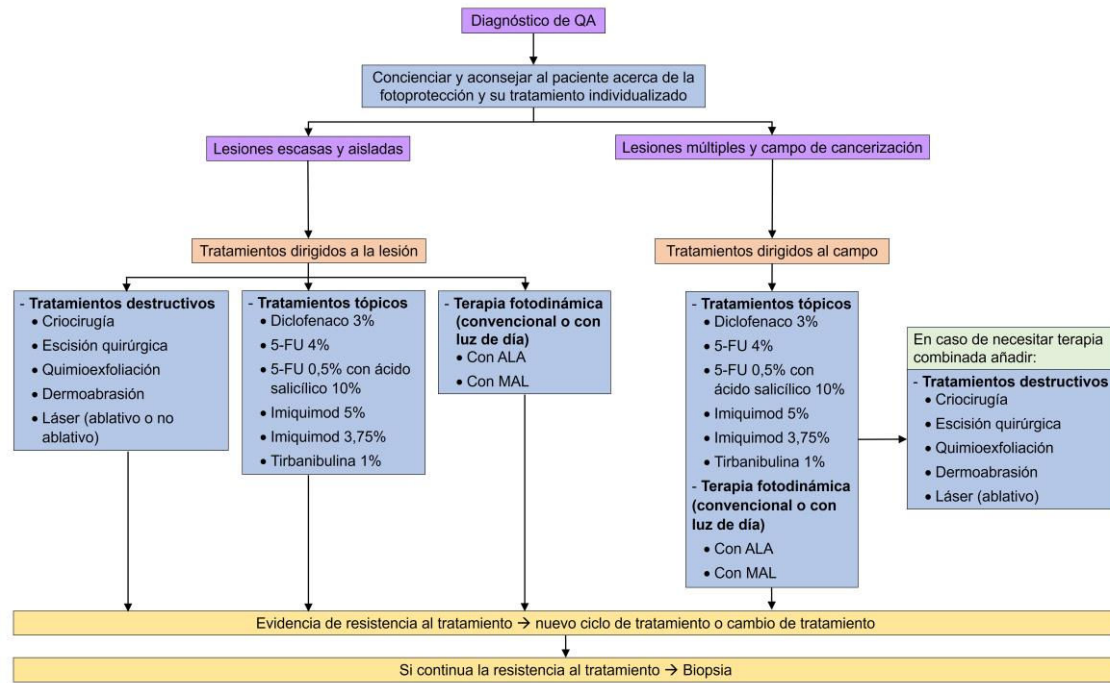 Diagnóstico de QA
Concienciar y aconsejar al paciente acerca de la
fotoprotección y su tratamiento individualizado
Lesiones escasas y aisladas
Lesiones múltiples y campo de cancerización
Tratamientos dirigidos a la lesión
Tratamientos dirigidos al campo
- Tratamientos destructivos
• Criocirugía
• Escisión quirúrgica
• Quimioexfoliación
• Dermoabrasión
• Láser (ablativo o no
ablativo)
- Tratamientos tópicos
• Diclofenaco 3%
• 5-FU 4%
• 5-FU 0,5% con ácido
salicílico 10%
• Imiquimod 5%
• Imiquimod 3,75%
• Tirbanibulina 1%
- Terapia fotodinámica
(convencional o con
luz de día)
• Con ALA
• Con MAL
- Tratamientos tópicos
• Diclofenaco 3%
• 5-FU 4%
• 5-FU 0,5% con
ácido salicílico 10%
• Imiquimod 5%
• Imiquimod 3,75%
• Tirbanibulina 1%
- Terapia fotodinámica
(convencional o con
luz de día)
• Con ALA
• Con MAL
En caso de necesitar terapia
combinada añadir:
- Tratamientos destructivos
• Criocirugía
• Escisión quirúrgica
• Quimioexfoliación
• Dermoabrasión
• Láser (ablativo)
Evidencia de resistencia al tratamiento → nuevo ciclo de tratamiento o cambio de tratamiento
Si continua la resistencia al tratamiento → Biopsia